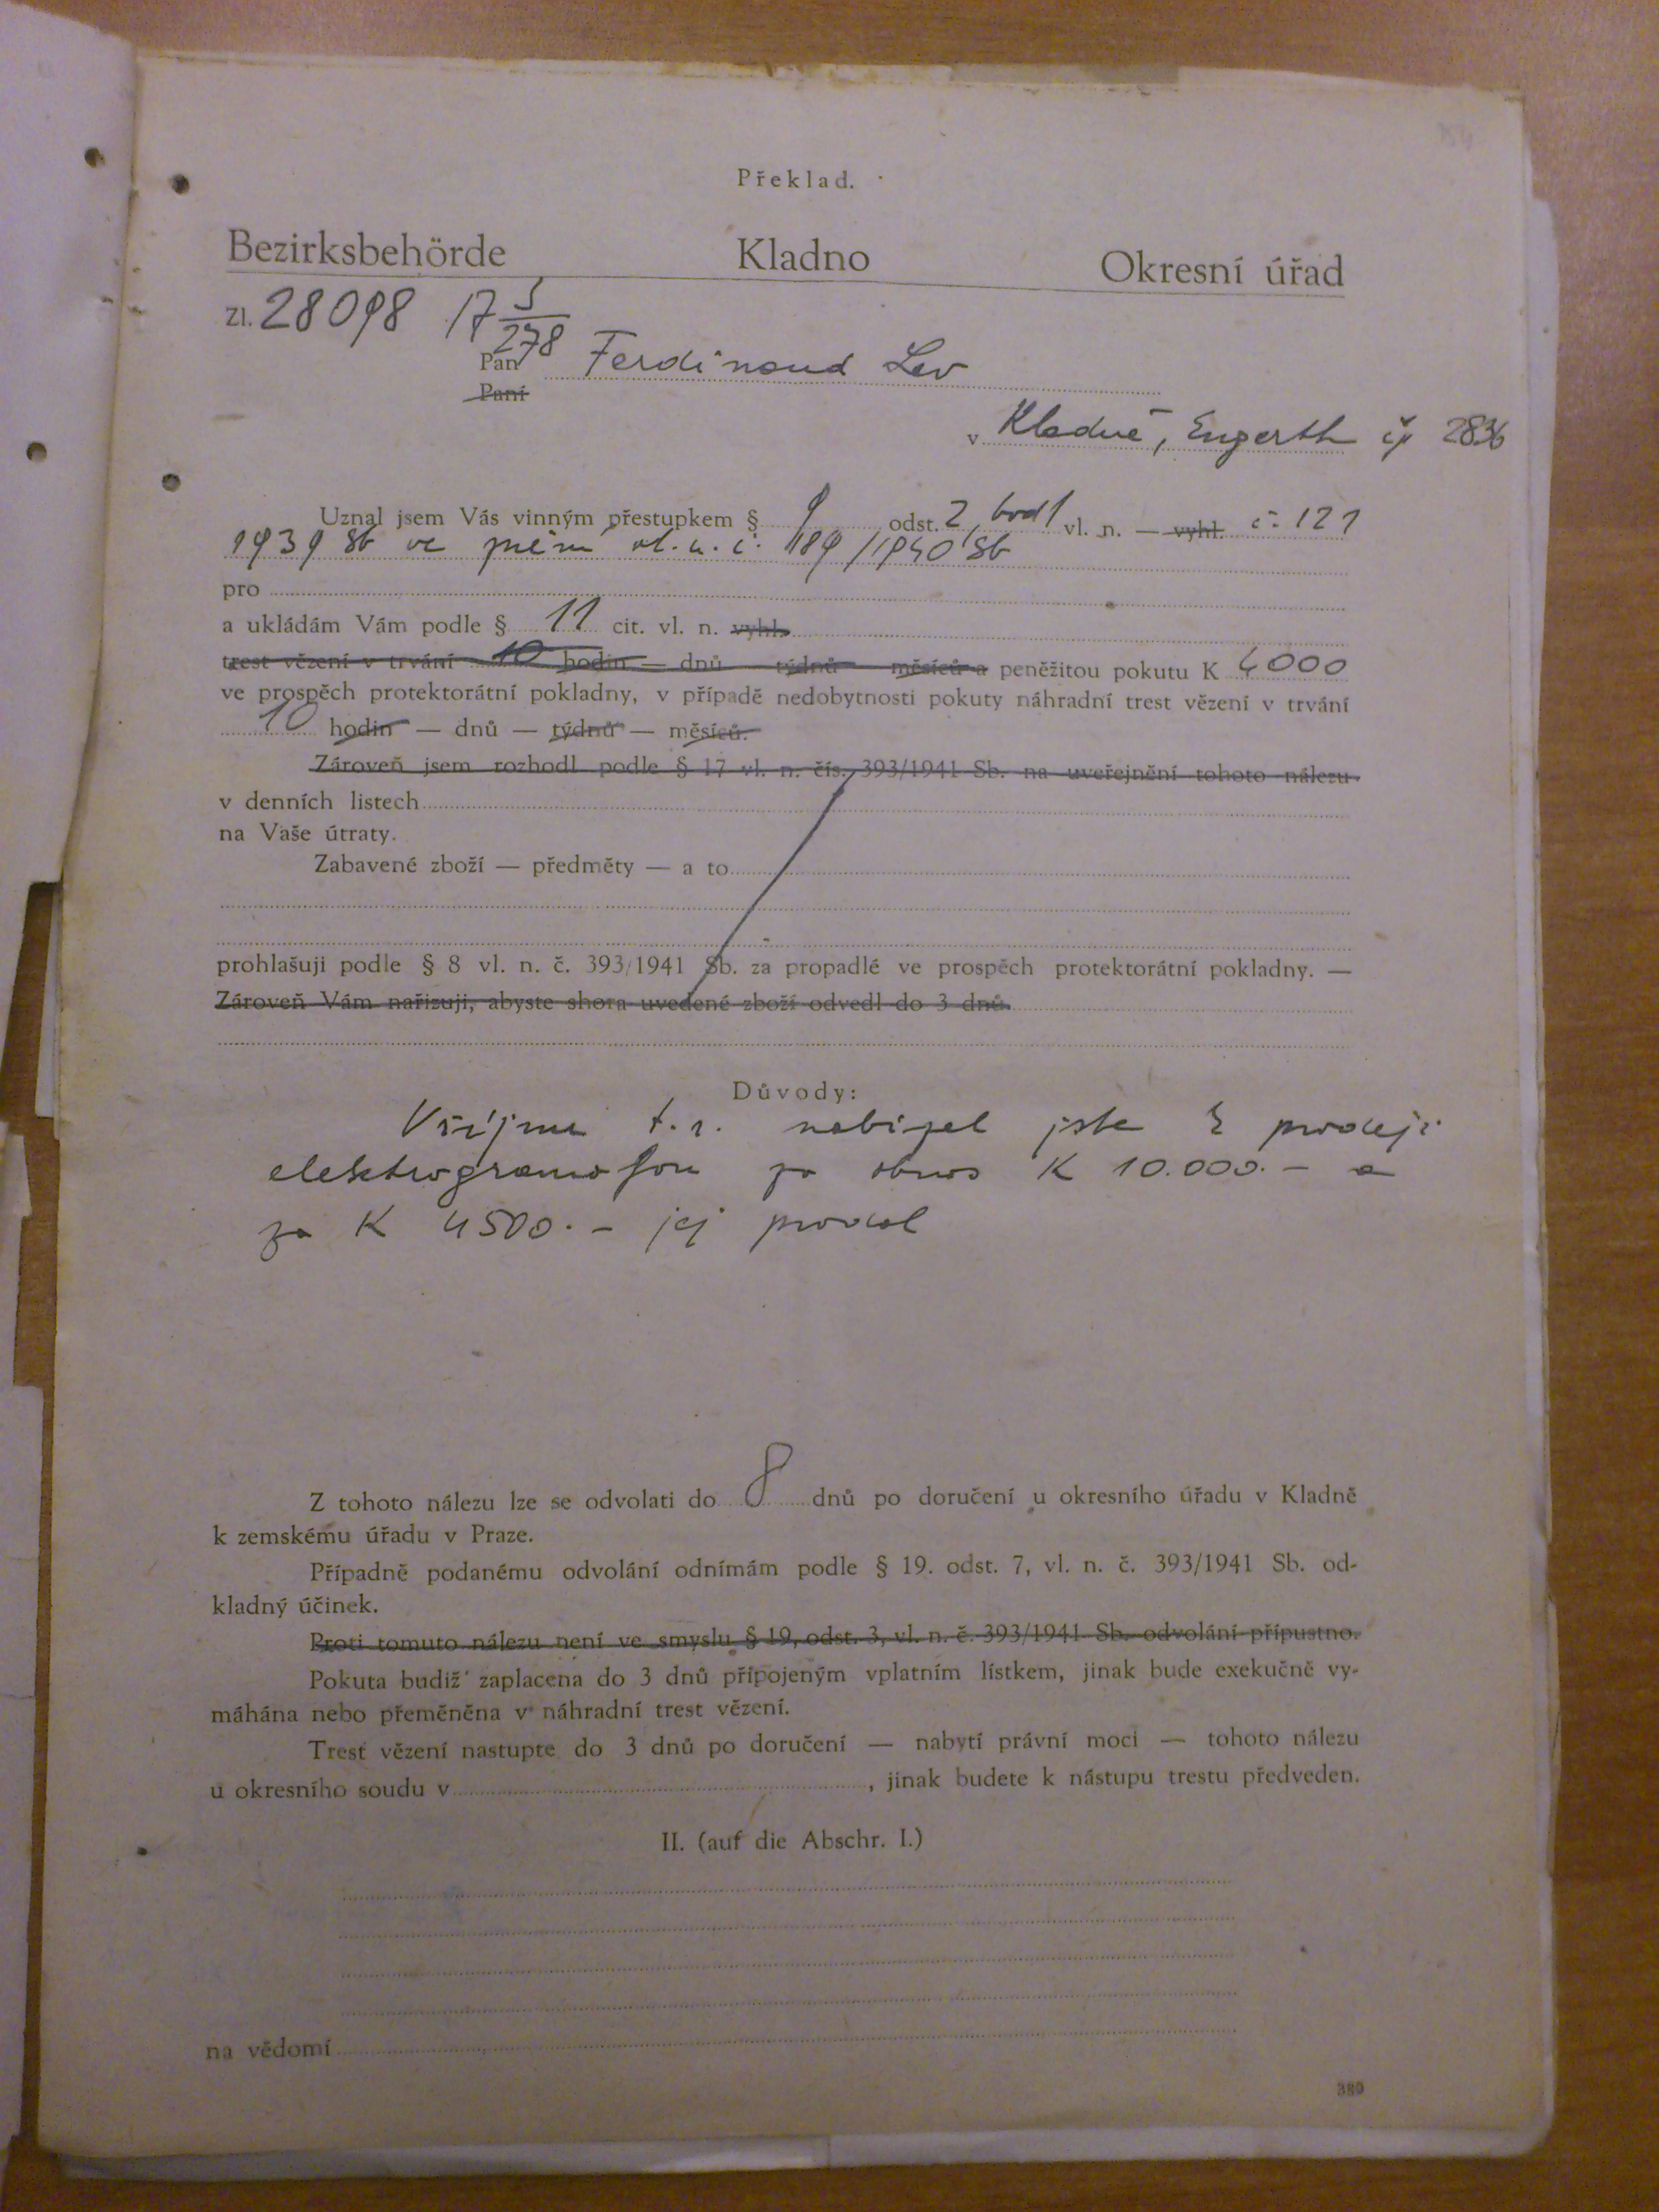 Překlad.
Bezirksbehörde Kladno Okresní úřad
Zl. 28098 17 5/278
Pan Ferdinand Lev
Paní
v Kladně, Engerth čp 2836
Uznal jsem Vás vinným přestupkem § 9 odst. 2, bod 1 vl. n. — vyhl. č. 121
1939 Sb ve znění vl. n. č. 189/1940 Sb
pro
a ukládám Vám podle § 11 cit. vl. n. vyhl.
trest vězení v trvání 10 hodin — dnů týdnů měsíců a peněžitou pokutu K 4000
ve prospěch protektorátní pokladny, v případě nedobytnosti pokuty náhradní trest vězení v trvání
10 hodin — dnů — týdnů — měsíců.
Zároveň jsem rozhodl podle § 17 vl. n. čís. 393/1941 Sb. na uveřejnění tohoto nálezu
v denních listech
na Vaše útraty.
Zabavené zboží — předměty — a to
prohlašuji podle § 8 vl. n. č. 393/1941 Sb. za propadlé ve prospěch protektorátní pokladny. —
Zároveň Vám nařizuji, abyste shora uvedené zboží odvedl do 3 dnů.
Důvody:
V říjnu t. r. nabízel jste k prodeji
elektrogramofon za obnos K 10.000.- a
za K 4500.- jej prodal
Z tohoto nálezu lze se odvolati do 8 dnů po doručení u okresního úřadu v Kladně
k zemskému úřadu v Praze.
Případně podanému odvolání odnímám podle § 19. odst. 7, vl. n. č. 393/1941 Sb. od-
kladný účinek.
Proti tomuto nálezu není ve smyslu § 19, odst. 3, vl. n. č. 393/1941 Sb. odvolání přípustno.
Pokuta budiž zaplacena do 3 dnů připojeným vplatním lístkem, jinak bude exekučně vy-
máhána nebo přeměněna v náhradní trest vězení.
Trest vězení nastupte do 3 dnů po doručení — nabytí právní moci — tohoto nálezu
u okresního soudu v , jinak budete k nástupu trestu předveden.
II. (auf die Abschr. I.)
na vědomí
389